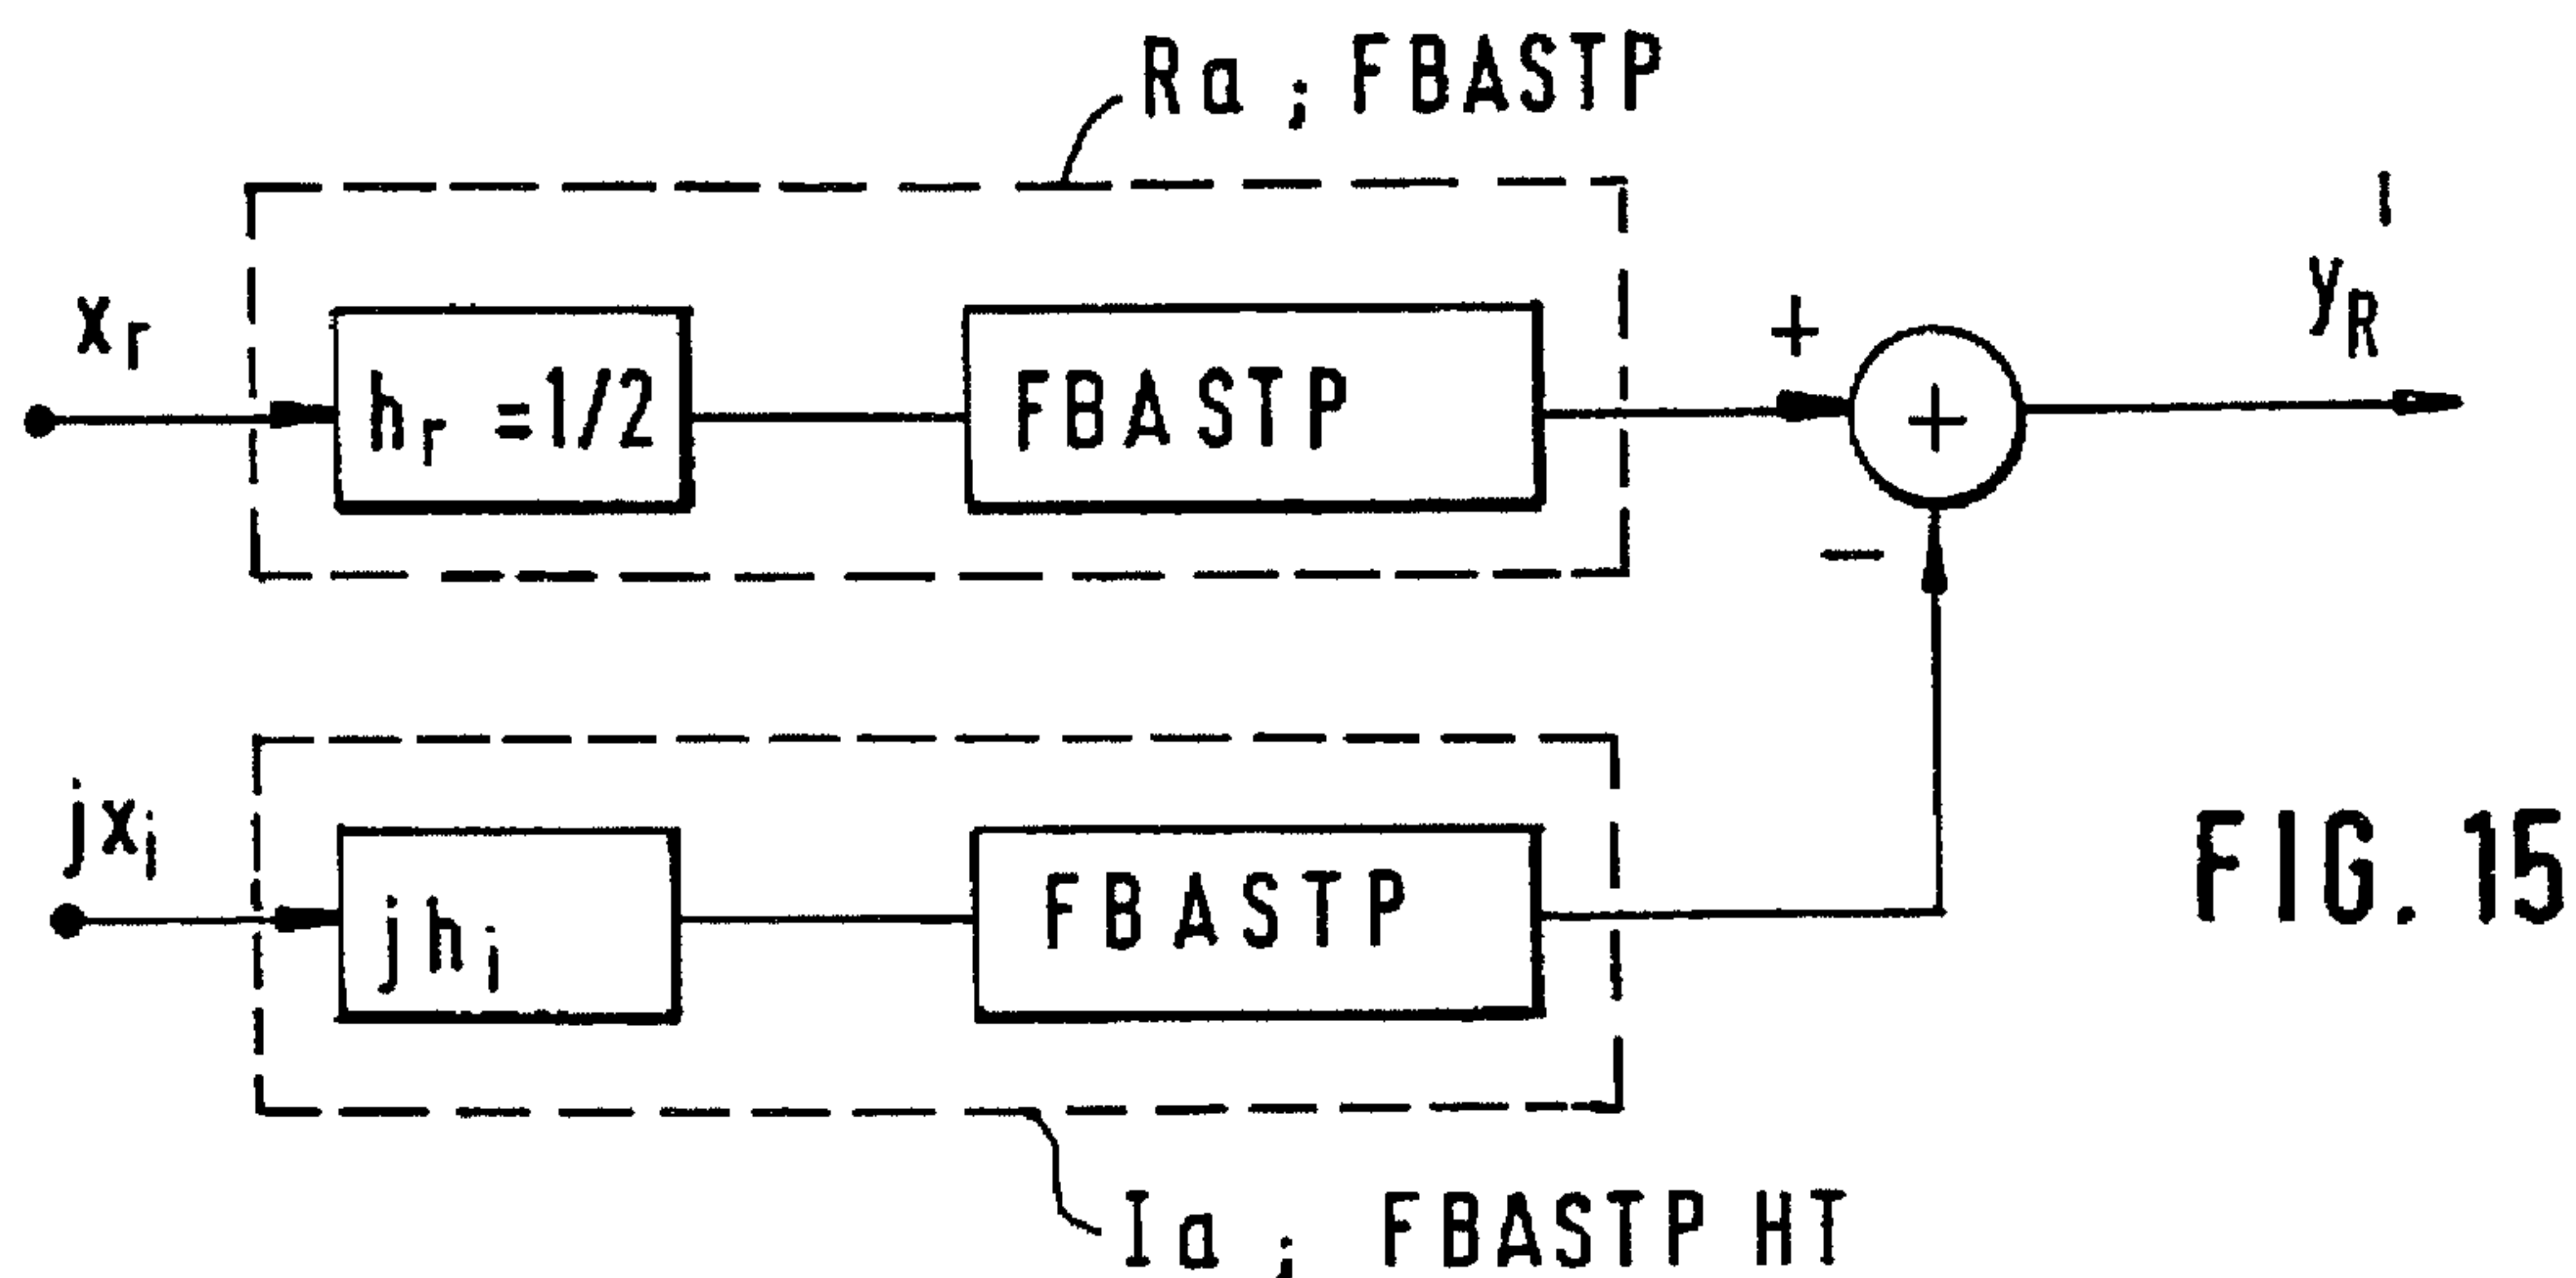 Ra ; FBASTP
x_r
h_r =1/2
FBASTP
+
+
y_R'
−
jx_i
jh_i
FBASTP
FIG. 15
Ia ; FBASTP HT